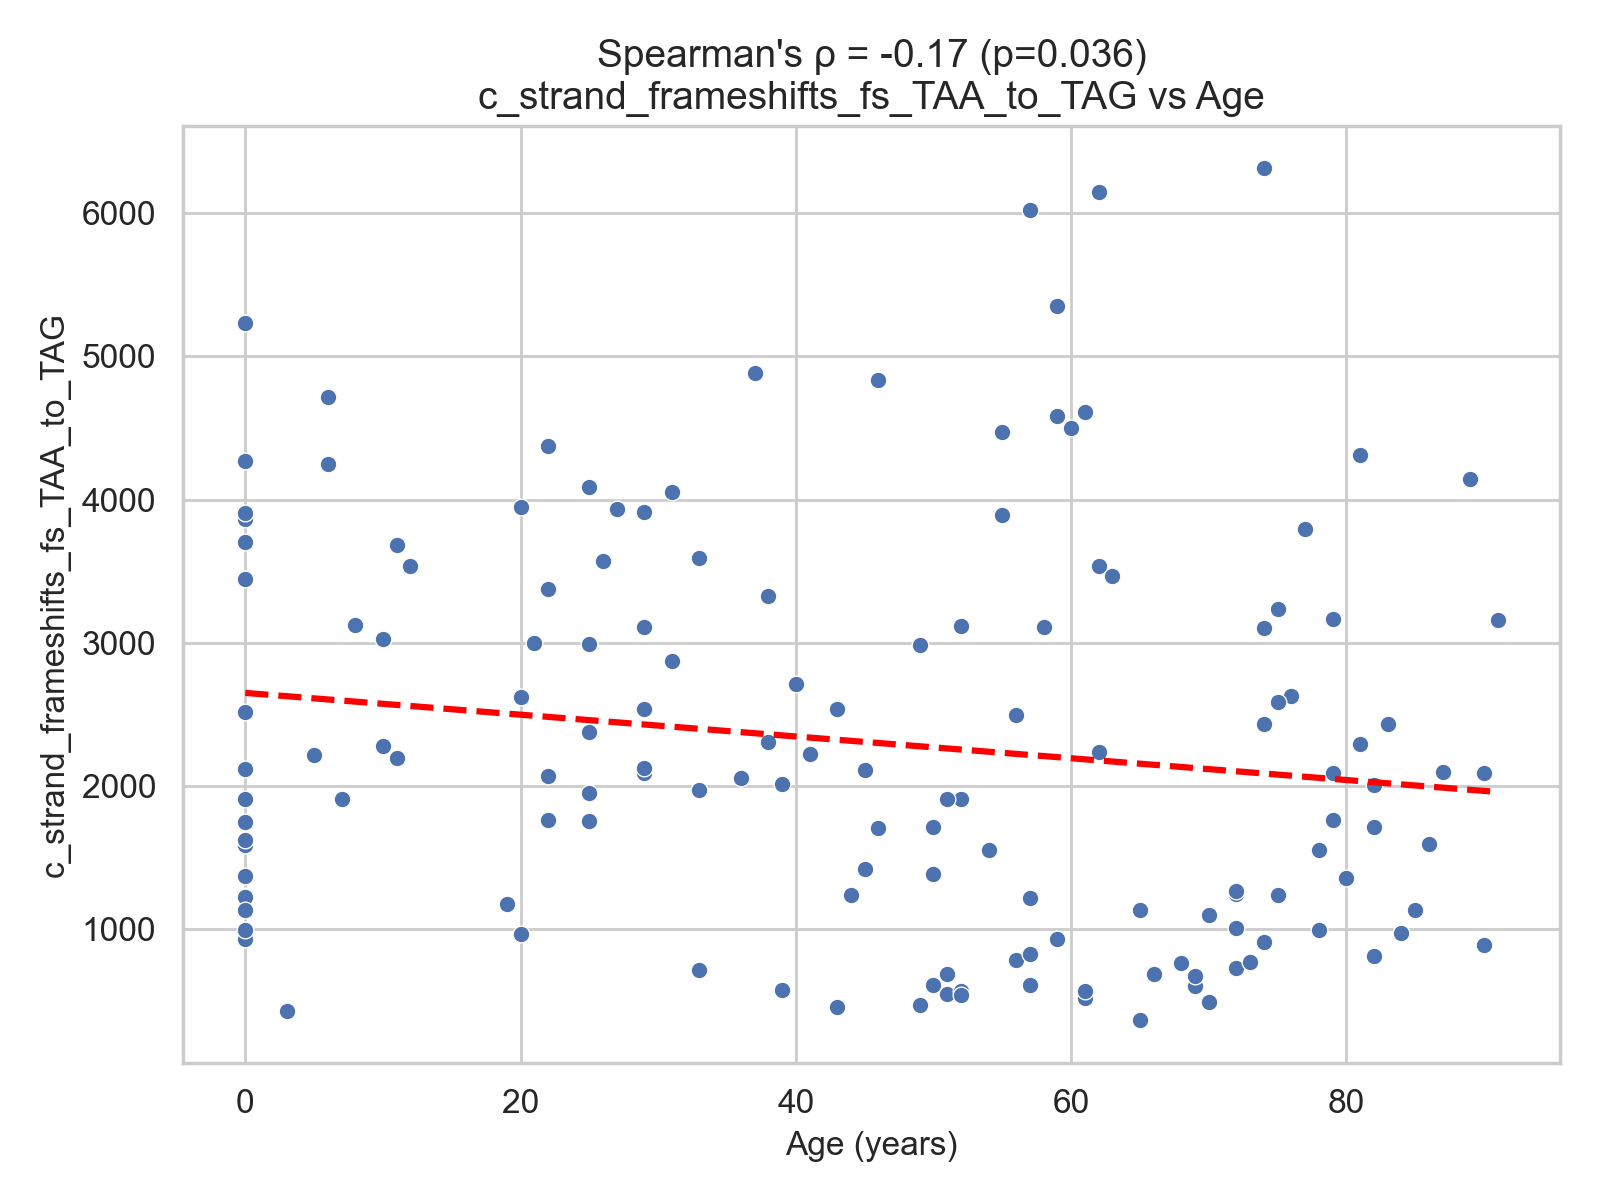 Spearman's ρ = -0.17 (p=0.036)
c_strand_frameshifts_fs_TAA_to_TAG vs Age
c_strand_frameshifts_fs_TAA_to_TAG
6000
5000
4000
3000
2000
1000
0
20
40
60
80
Age (years)